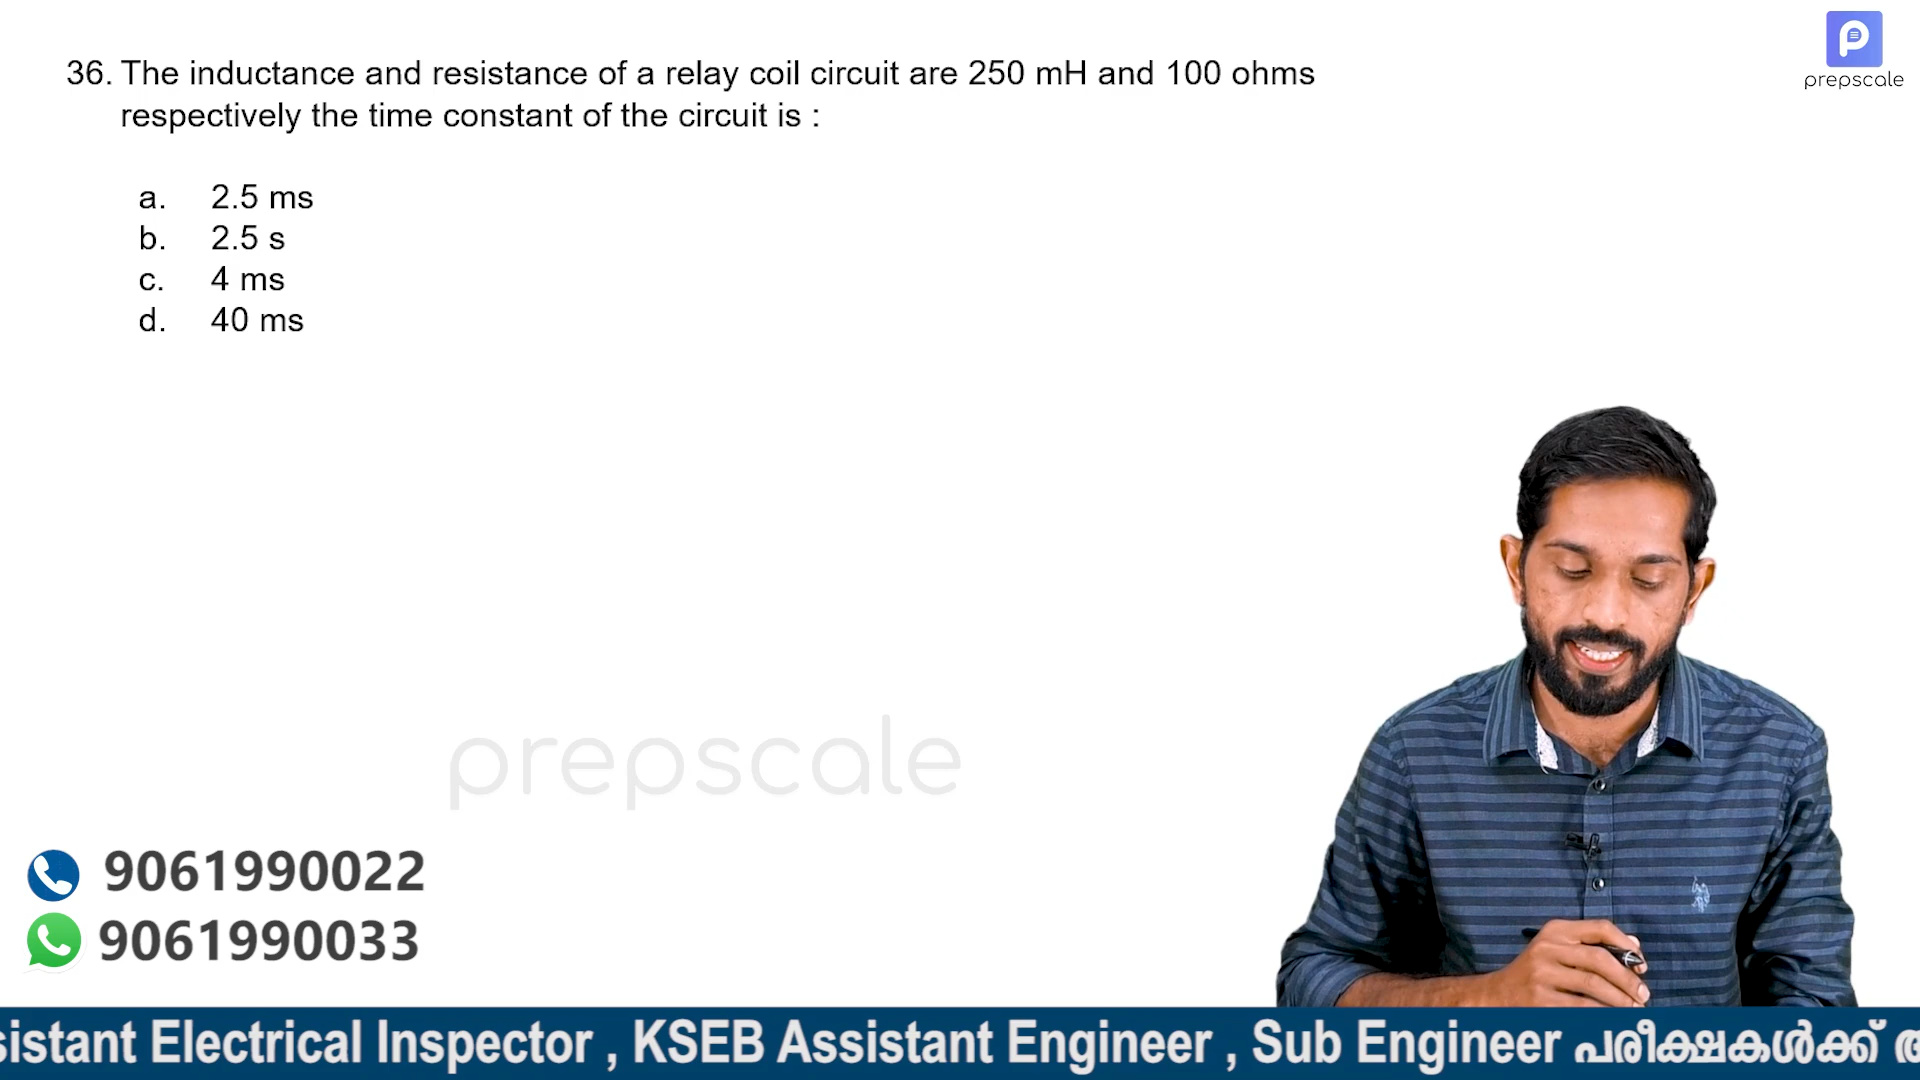 36. The inductance and resistance of a relay coil circuit are 250 mH and 100 ohms
respectively the time constant of the circuit is :
a. 2.5 ms
b. 2.5 s
c. 4 ms
d. 40 ms
prepscale
prepscale
9061990022
9061990033
sistant Electrical Inspector , KSEB Assistant Engineer , Sub Engineer പരീക്ഷകൾക്ക്